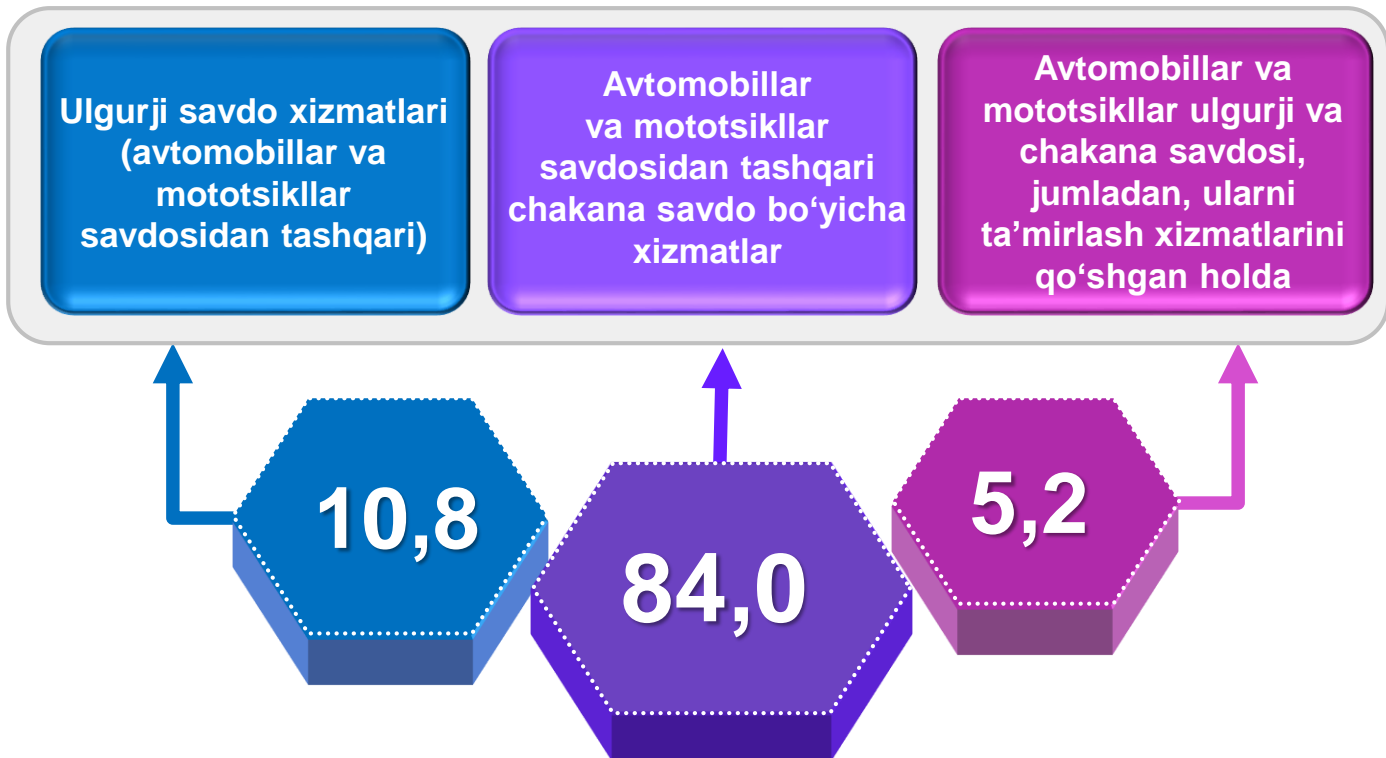 Ulgurji savdo xizmatlari
(avtomobillar va
mototsikllar
savdosidan tashqari)
Avtomobillar
va mototsikllar
savdosidan tashqari
chakana savdo bo‘yicha
xizmatlar
Avtomobillar va
mototsikllar ulgurji va
chakana savdosi,
jumladan, ularni
ta’mirlash xizmatlarini
qo‘shgan holda
10,8
84,0
5,2